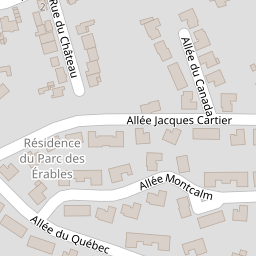 Rue du Château
Allée du Canada
Allée Jacques Cartier
Résidence
du Parc des
Érables
Allée Montcalm
Allée du Québec